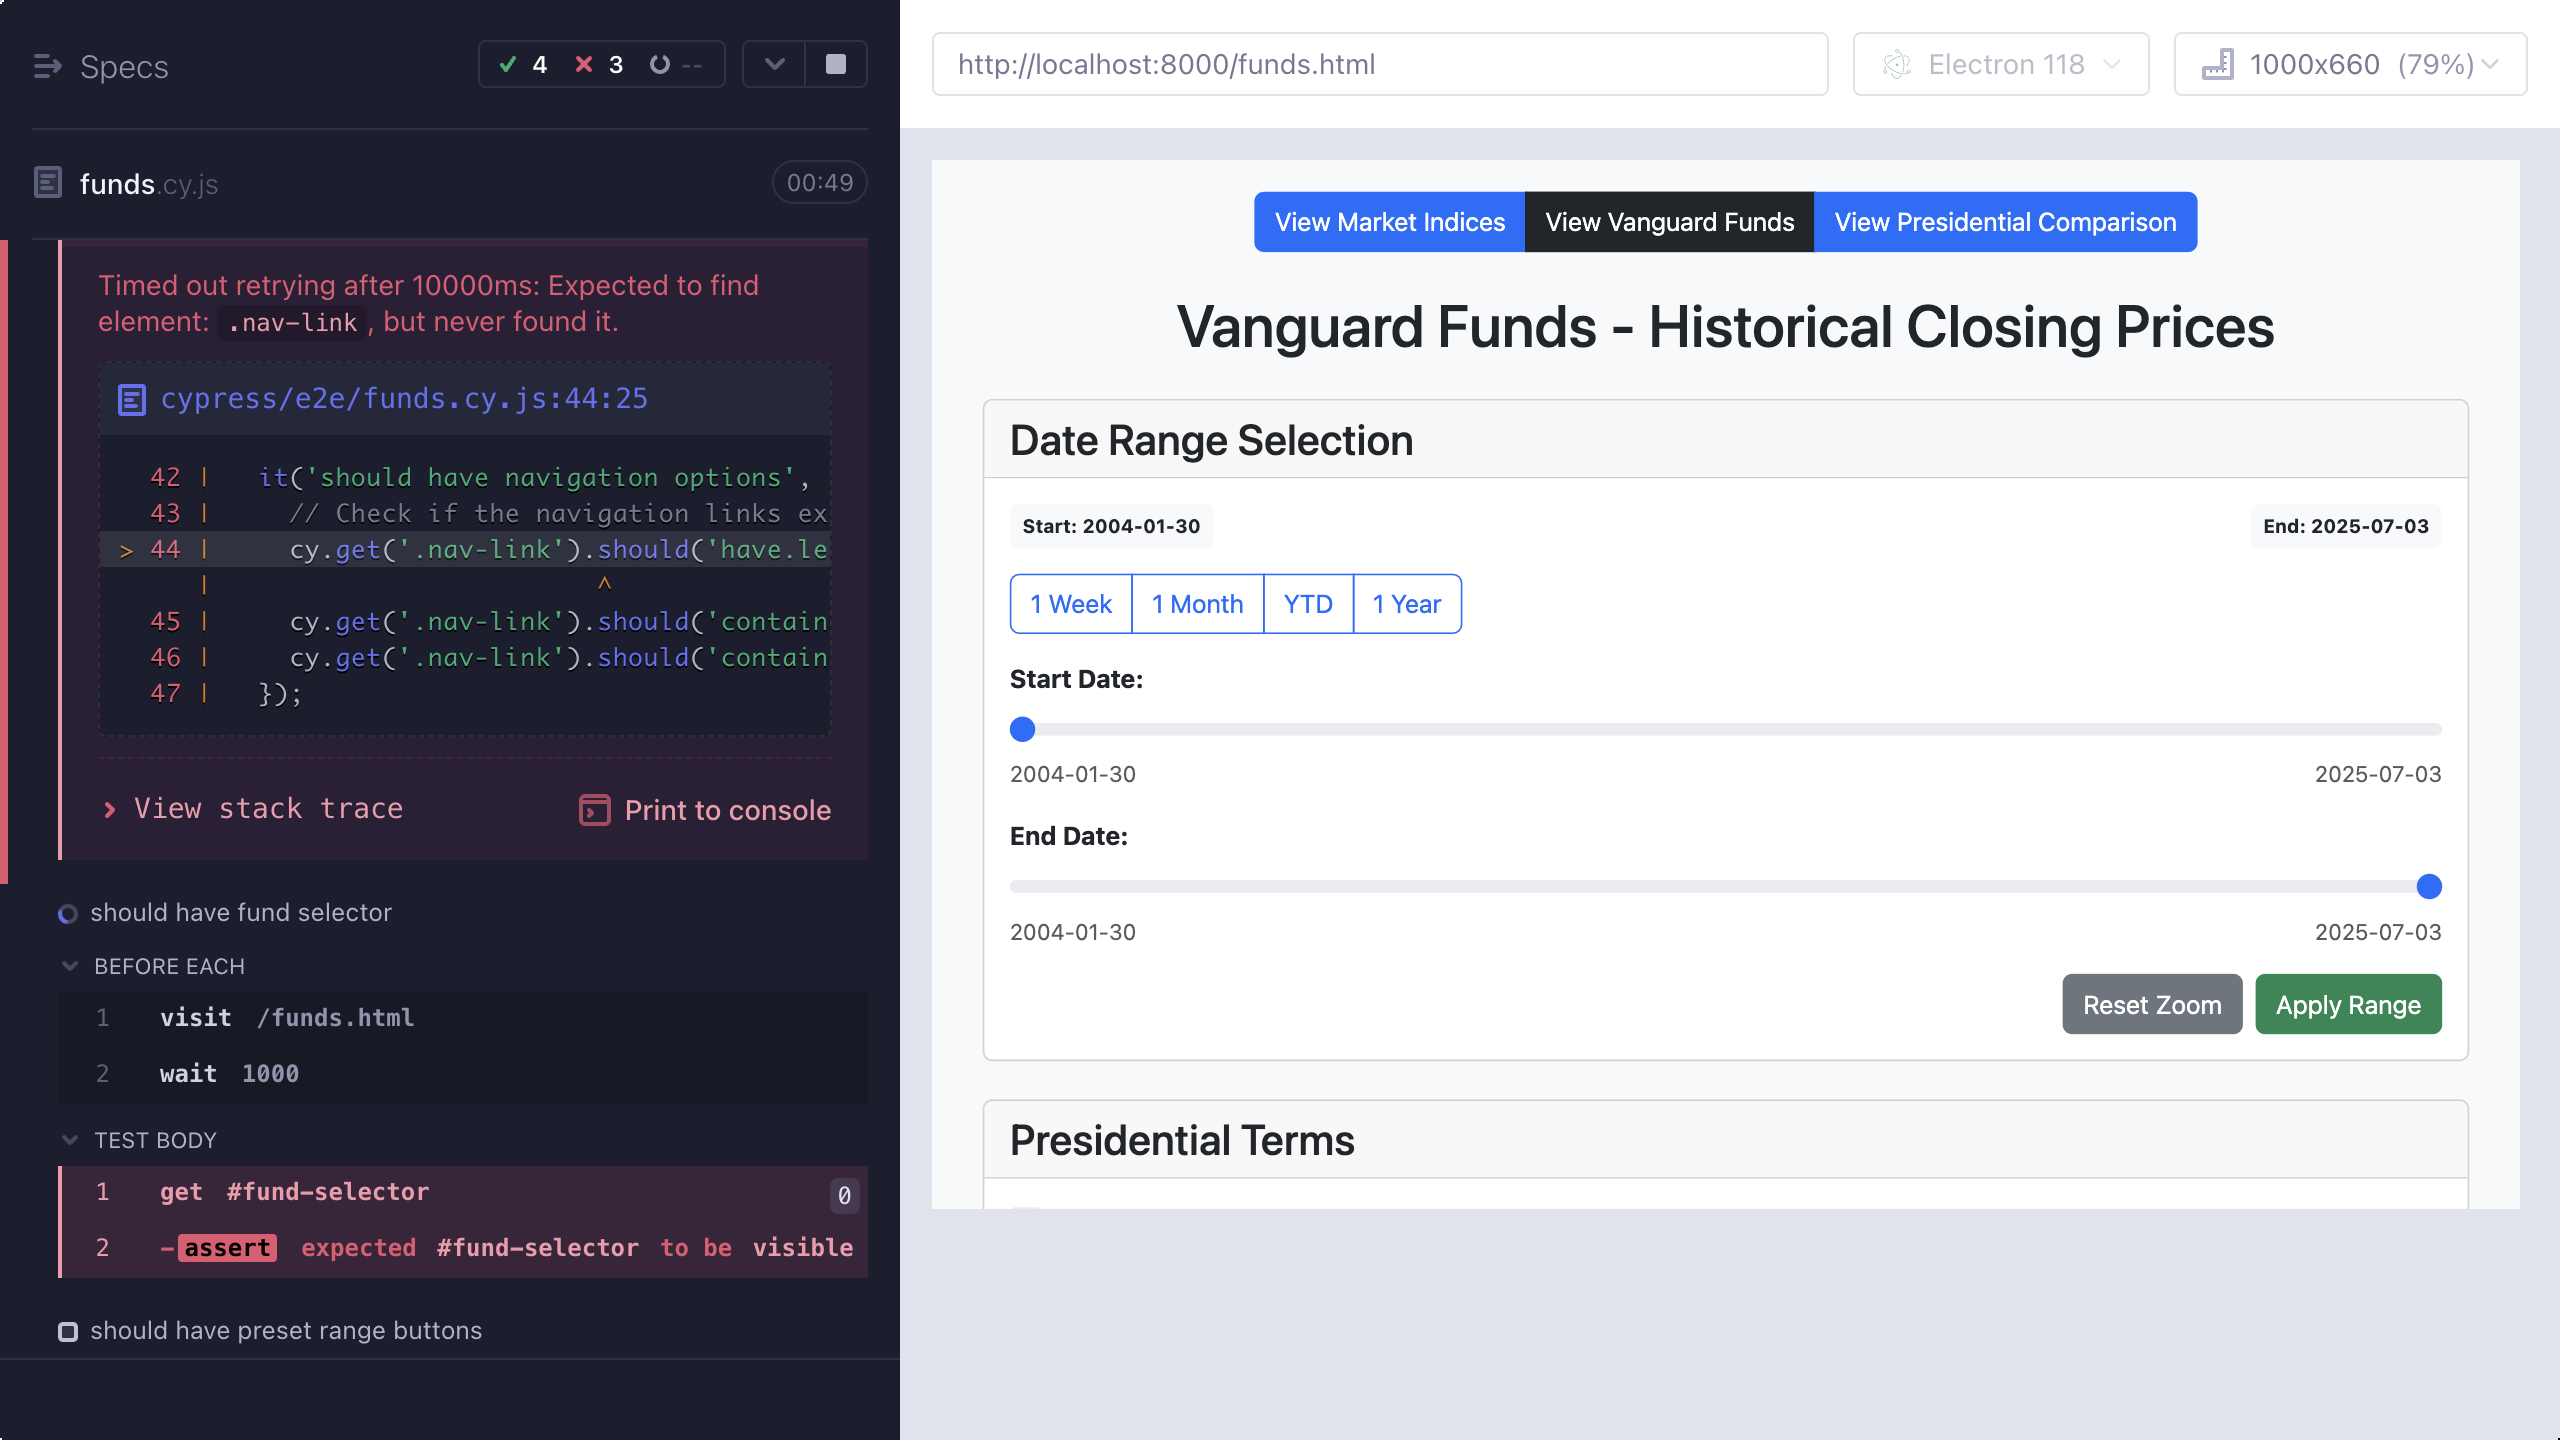 Specs
4 3 --
funds.cy.js
00:49
Timed out retrying after 10000ms: Expected to find
element: .nav-link, but never found it.
cypress/e2e/funds.cy.js:44:25
42 | it('should have navigation options',
43 | // Check if the navigation links ex
> 44 | cy.get('.nav-link').should('have.le
| ^
45 | cy.get('.nav-link').should('contain
46 | cy.get('.nav-link').should('contain
47 | });
View stack trace
Print to console
should have fund selector
BEFORE EACH
1 visit /funds.html
2 wait 1000
TEST BODY
1 get #fund-selector 0
2 -assert expected #fund-selector to be visible
should have preset range buttons
http://localhost:8000/funds.html
Electron 118
1000x660 (79%)
View Market Indices
View Vanguard Funds
View Presidential Comparison
Vanguard Funds - Historical Closing Prices
Date Range Selection
Start: 2004-01-30
End: 2025-07-03
1 Week
1 Month
YTD
1 Year
Start Date:
2004-01-30
2025-07-03
End Date:
2004-01-30
2025-07-03
Reset Zoom
Apply Range
Presidential Terms